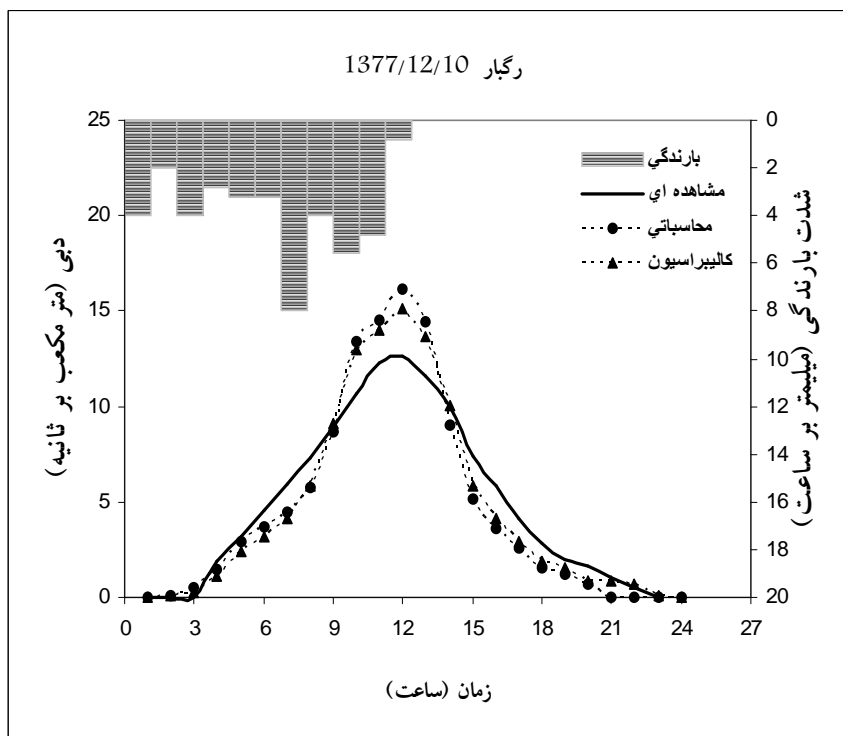 رگبار 1377/12/10
25
20
15
10
5
0
دبی (متر مکعب بر ثانیه)
0
2
4
6
8
10
12
14
16
18
20
شدت بارندگی (میلیمتر بر ساعت)
بارندگي
مشاهده اي
محاسباتي
كاليبراسيون
0 3 6 9 12 15 18 21 24 27
زمان (ساعت)